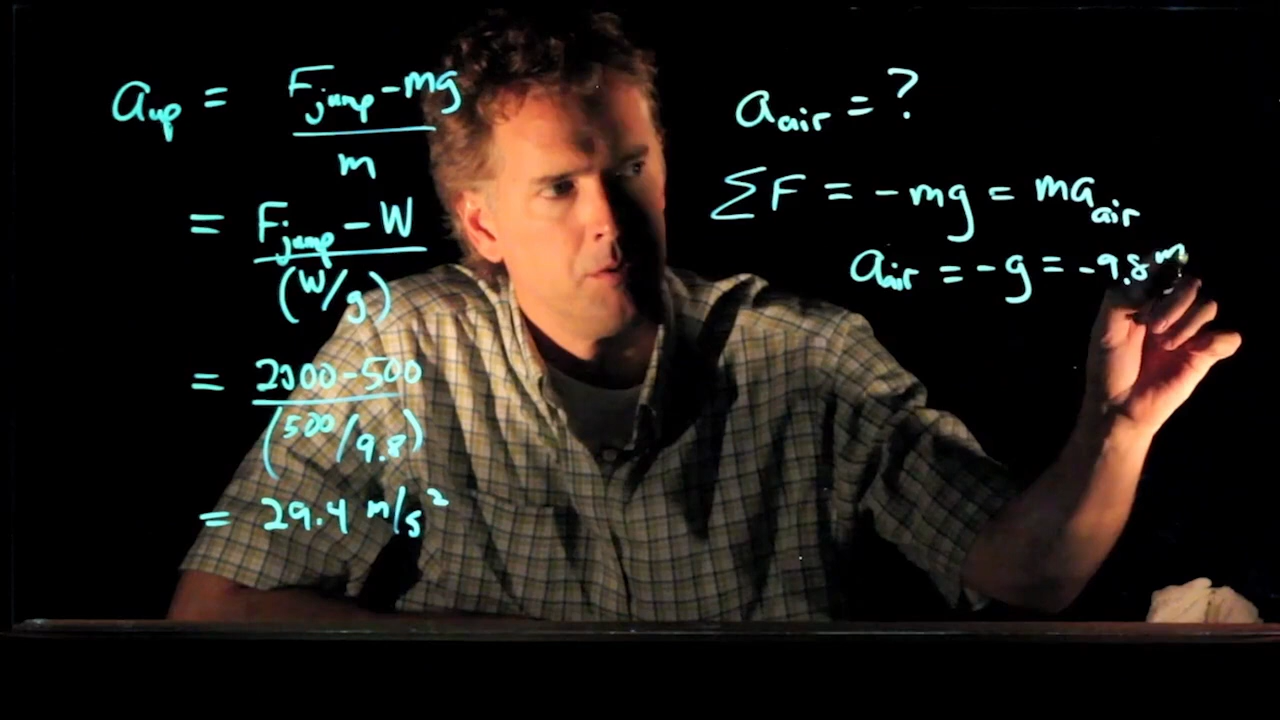 a_up = (F_jump - mg) / m
= (F_jump - W) / (W/g)
= (2000 - 500) / (500/9.8)
= 29.4 m/s²
a_air = ?
ΣF = -mg = ma_air
a_air = -g = -9.8 m